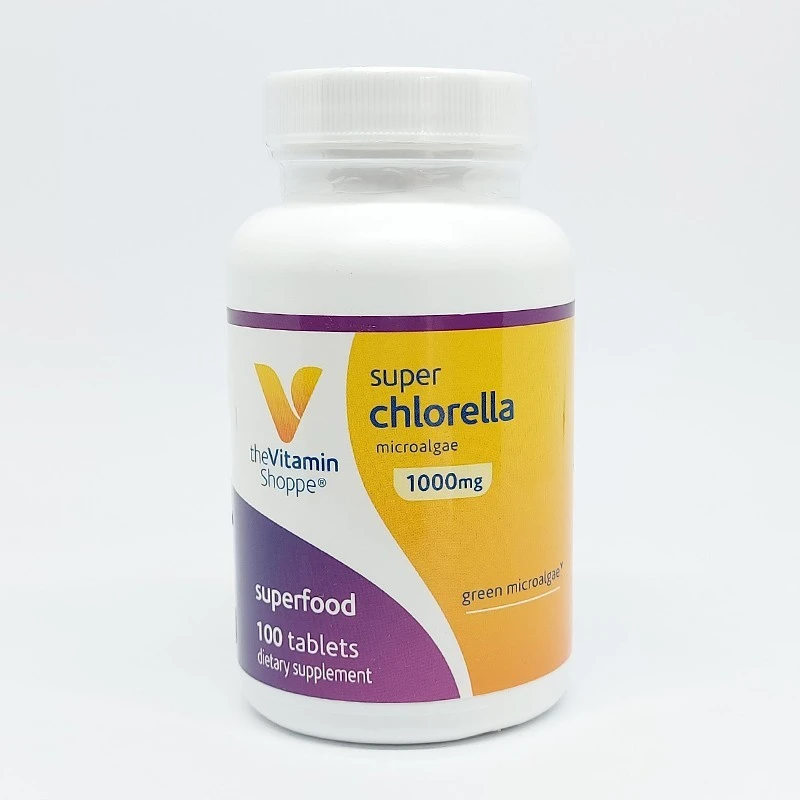 theVitamin
Shoppe®
super
chlorella
microalgae
1000mg
green microalgae*
superfood
100 tablets
dietary supplement